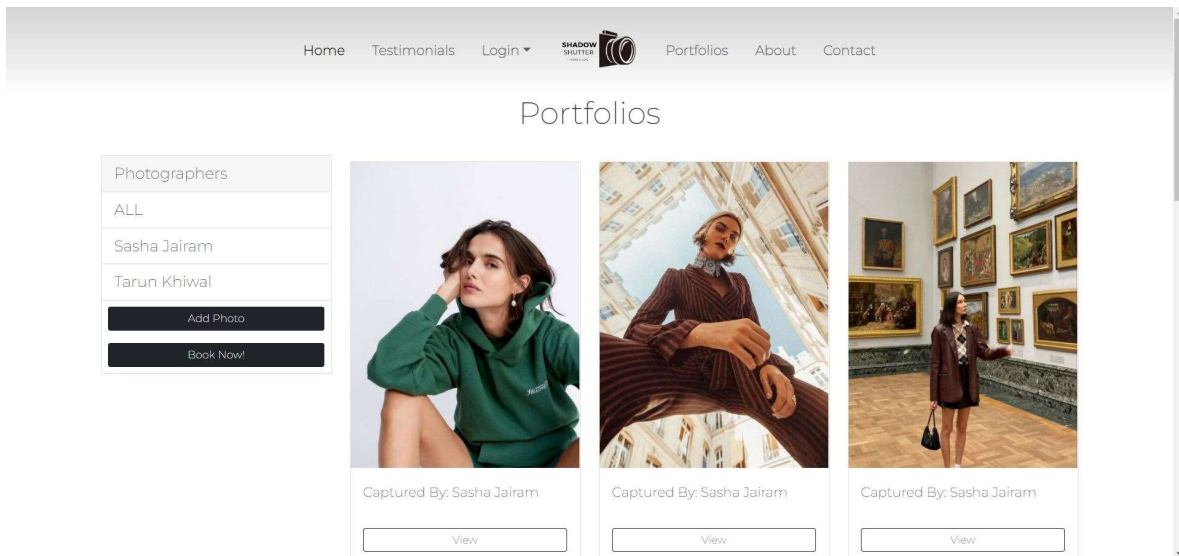 Home Testimonials Login SHADOW SHUTTER Portfolios About Contact
Portfolios
Photographers
ALL
Sasha Jairam
Tarun Khiwal
Add Photo
Book Now!
Captured By: Sasha Jairam
View
Captured By: Sasha Jairam
View
Captured By: Sasha Jairam
View